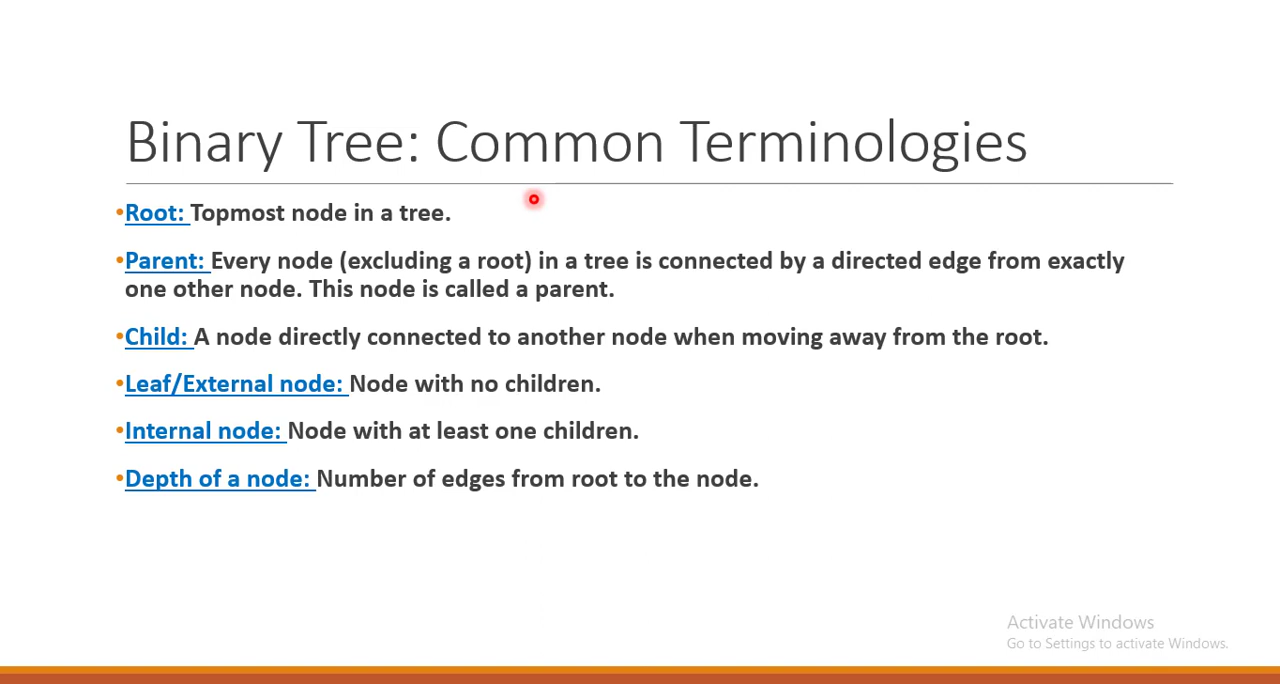 Binary Tree: Common Terminologies
•Root: Topmost node in a tree.
•Parent: Every node (excluding a root) in a tree is connected by a directed edge from exactly
one other node. This node is called a parent.
•Child: A node directly connected to another node when moving away from the root.
•Leaf/External node: Node with no children.
•Internal node: Node with at least one children.
•Depth of a node: Number of edges from root to the node.
Activate Windows
Go to Settings to activate Windows.